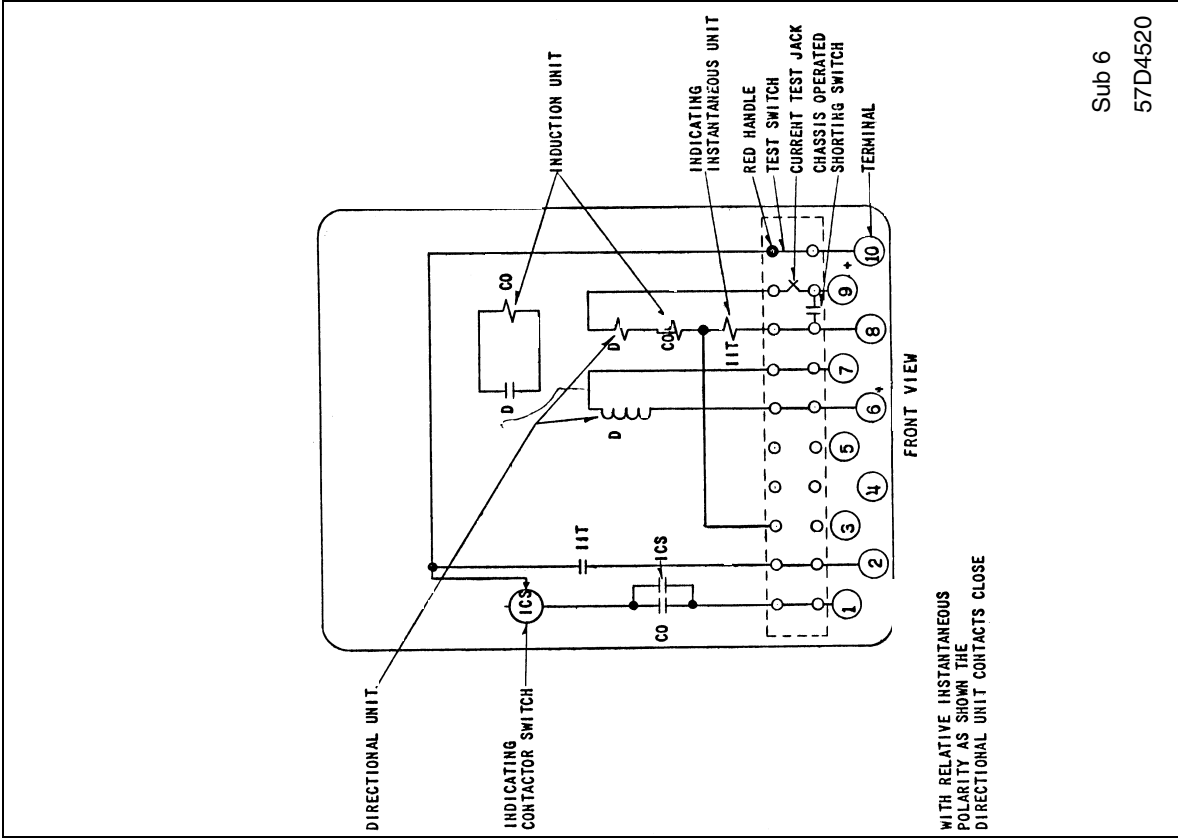 DIRECTIONAL UNIT.
INDICATING
CONTACTOR SWITCH
INDUCTION UNIT
INDICATING
INSTANTANEOUS UNIT
RED HANDLE
TEST SWITCH
CURRENT TEST JACK
CHASSIS OPERATED
SHORTING SWITCH
TERMINAL
D
CO
ICS
IIT
D
D
CO
IIT
CO
ICS
1
2
3
4
5
6
+
7
8
9
+
10
FRONT VIEW
WITH RELATIVE INSTANTANEOUS
POLARITY AS SHOWN THE
DIRECTIONAL UNIT CONTACTS CLOSE
Sub 6
57D4520